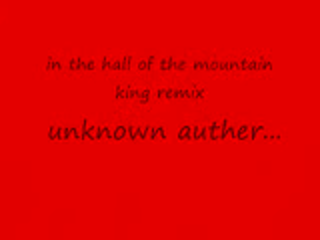 in the hall of the mountain
king remix
unknown auther...